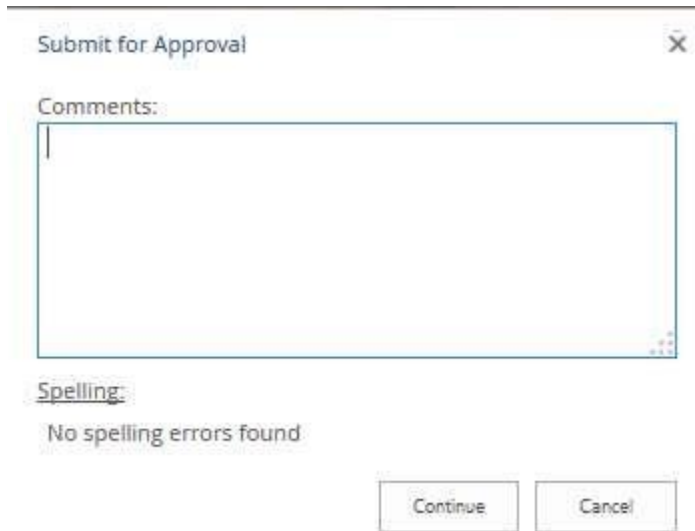 Submit for Approval
Comments:
Spelling:
No spelling errors found
Continue
Cancel